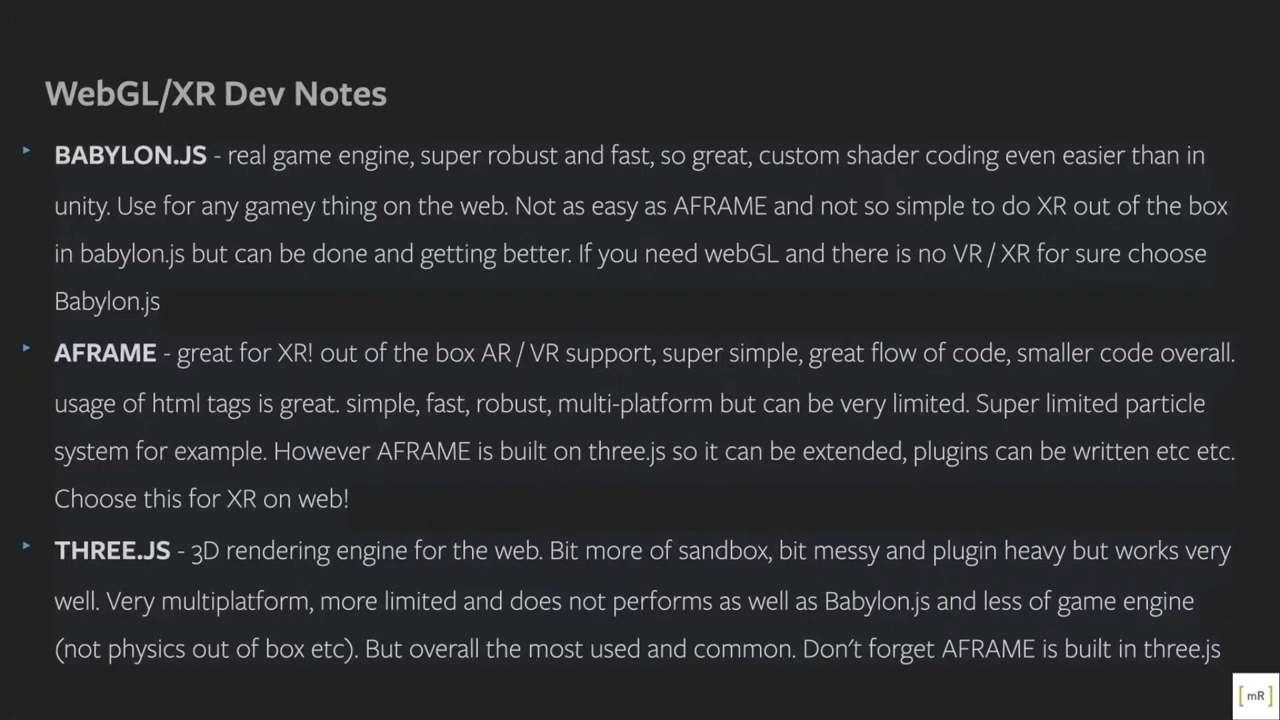 WebGL/XR Dev Notes
BABYLON.JS - real game engine, super robust and fast, so great, custom shader coding even easier than in
unity. Use for any gamey thing on the web. Not as easy as AFRAME and not so simple to do XR out of the box
in babylon.js but can be done and getting better. If you need webGL and there is no VR / XR for sure choose
Babylon.js
AFRAME - great for XR! out of the box AR / VR support, super simple, great flow of code, smaller code overall.
usage of html tags is great. simple, fast, robust, multi-platform but can be very limited. Super limited particle
system for example. However AFRAME is built on three.js so it can be extended, plugins can be written etc etc.
Choose this for XR on web!
THREE.JS - 3D rendering engine for the web. Bit more of sandbox, bit messy and plugin heavy but works very
well. Very multiplatform, more limited and does not performs as well as Babylon.js and less of game engine
(not physics out of box etc). But overall the most used and common. Don't forget AFRAME is built in three.js
[mR]